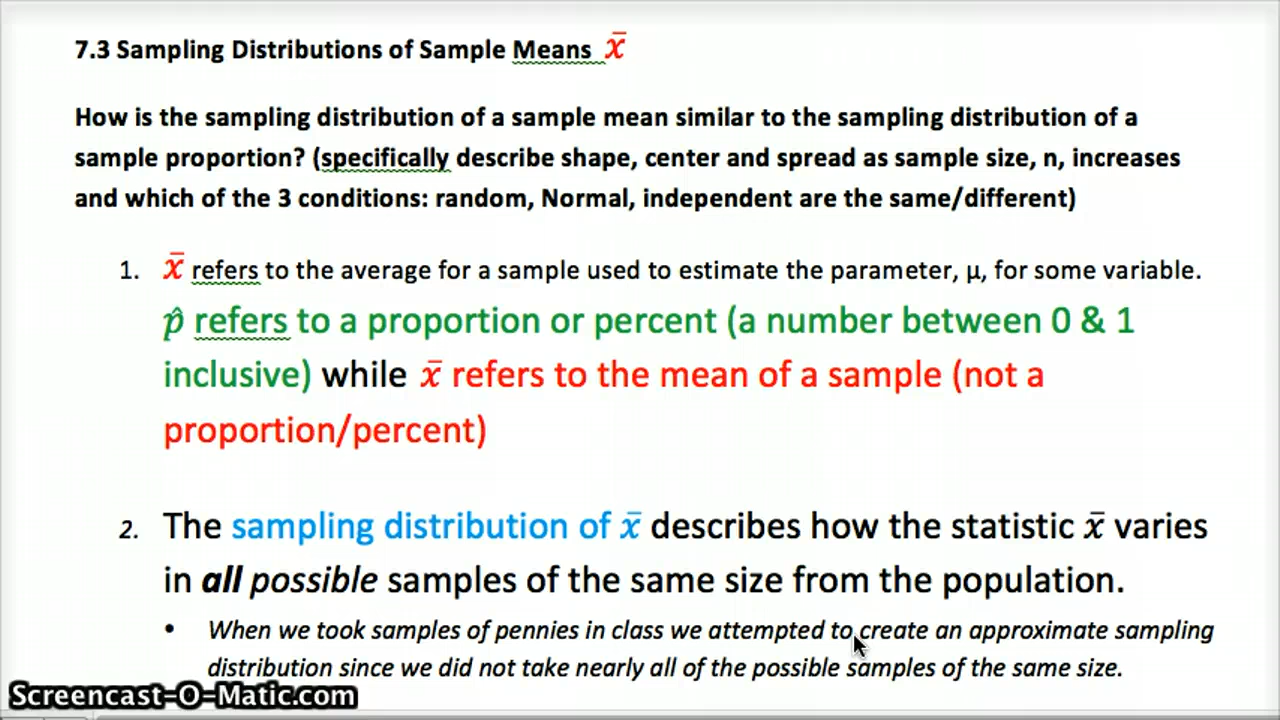 7.3 Sampling Distributions of Sample Means x̄
How is the sampling distribution of a sample mean similar to the sampling distribution of a
sample proportion? (specifically describe shape, center and spread as sample size, n, increases
and which of the 3 conditions: random, Normal, independent are the same/different)
1. x̄ refers to the average for a sample used to estimate the parameter, μ, for some variable.
p̂ refers to a proportion or percent (a number between 0 & 1
inclusive) while x̄ refers to the mean of a sample (not a
proportion/percent)
2. The sampling distribution of x̄ describes how the statistic x̄ varies
in all possible samples of the same size from the population.
• When we took samples of pennies in class we attempted to create an approximate sampling
distribution since we did not take nearly all of the possible samples of the same size.
Screencast-O-Matic.com